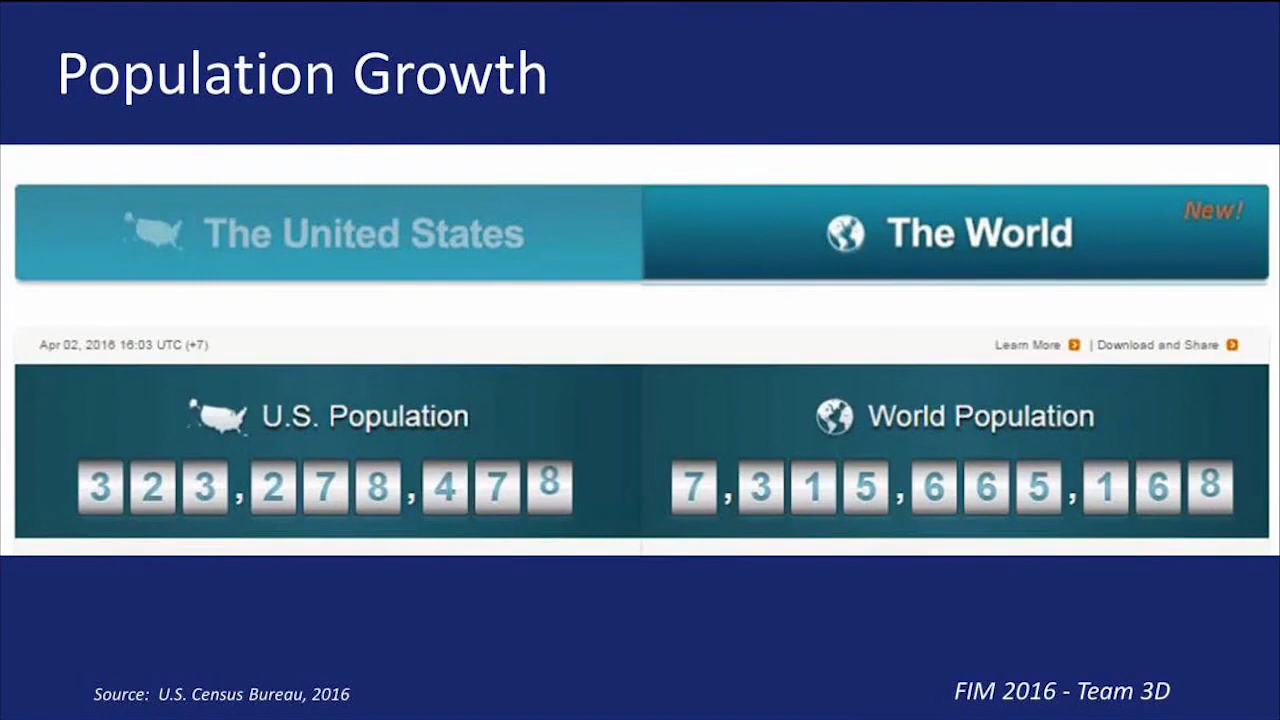 Population Growth
The United States
The World
New!
Apr 02, 2016 16:03 UTC (+7)
Learn More | Download and Share
U.S. Population
World Population
323,278,478
7,315,665,168
Source: U.S. Census Bureau, 2016
FIM 2016 - Team 3D